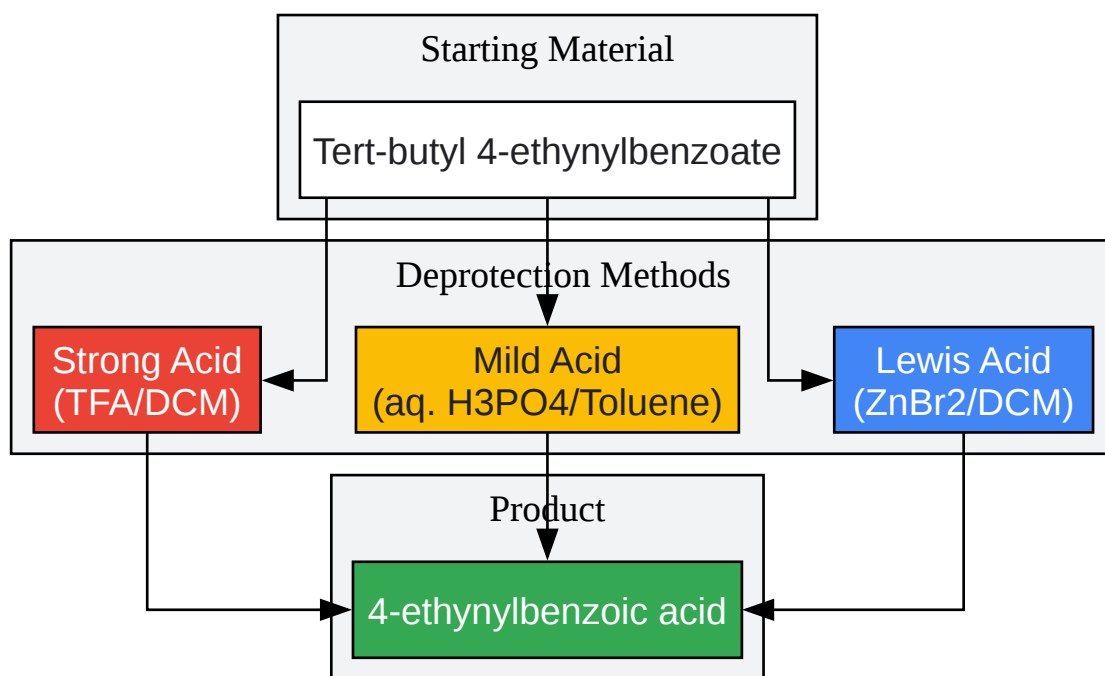 Starting Material
Tert-butyl 4-ethynylbenzoate
Deprotection Methods
Strong Acid
(TFA/DCM)
Mild Acid
(aq. H3PO4/Toluene)
Lewis Acid
(ZnBr2/DCM)
Product
4-ethynylbenzoic acid